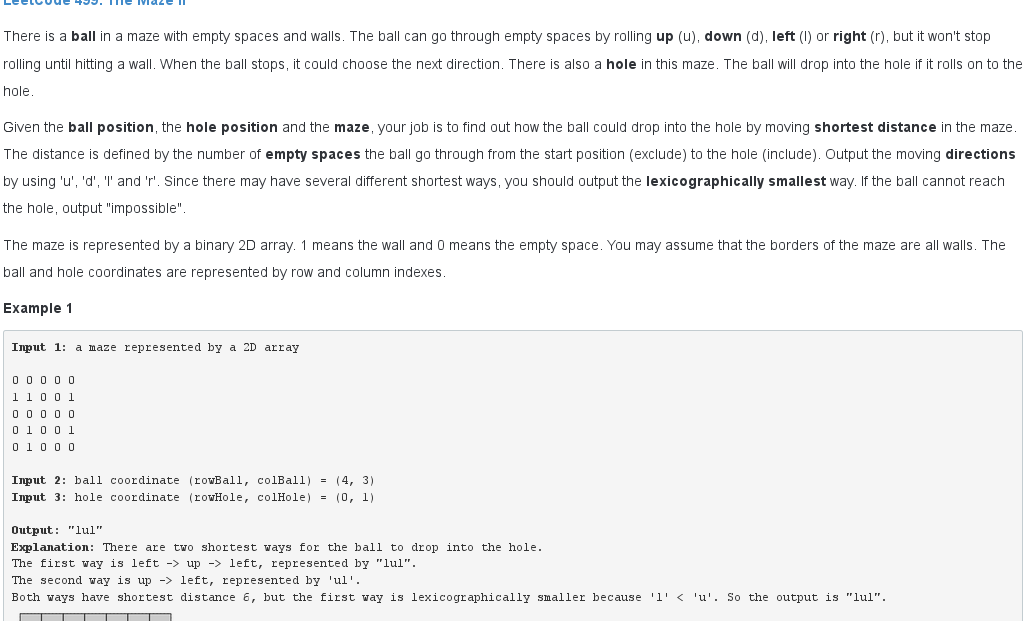 LeetCode 499. The Maze II
There is a ball in a maze with empty spaces and walls. The ball can go through empty spaces by rolling up (u), down (d), left (l) or right (r), but it won't stop
rolling until hitting a wall. When the ball stops, it could choose the next direction. There is also a hole in this maze. The ball will drop into the hole if it rolls on to the
hole.
Given the ball position, the hole position and the maze, your job is to find out how the ball could drop into the hole by moving shortest distance in the maze.
The distance is defined by the number of empty spaces the ball go through from the start position (exclude) to the hole (include). Output the moving directions
by using 'u', 'd', 'l' and 'r'. Since there may have several different shortest ways, you should output the lexicographically smallest way. If the ball cannot reach
the hole, output "impossible".
The maze is represented by a binary 2D array. 1 means the wall and 0 means the empty space. You may assume that the borders of the maze are all walls. The
ball and hole coordinates are represented by row and column indexes.
Example 1
Input 1: a maze represented by a 2D array
0 0 0 0 0
1 1 0 0 1
0 0 0 0 0
0 1 0 0 1
0 1 0 0 0
Input 2: ball coordinate (rowBall, colBall) = (4, 3)
Input 3: hole coordinate (rowHole, colHole) = (0, 1)
Output: "lul"
Explanation: There are two shortest ways for the ball to drop into the hole.
The first way is left -> up -> left, represented by "lul".
The second way is up -> left, represented by 'ul'.
Both ways have shortest distance 6, but the first way is lexicographically smaller because 'l' < 'u'. So the output is "lul".